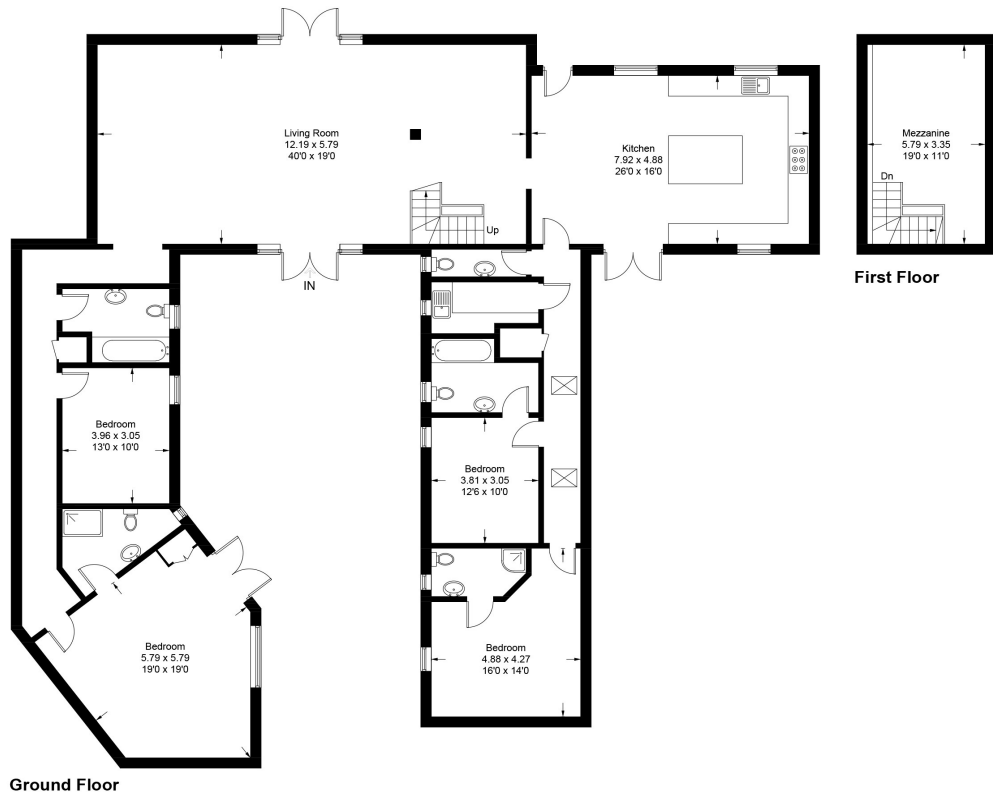 Living Room
12.19 x 5.79
40'0 x 19'0
Kitchen
7.92 x 4.88
26'0 x 16'0
Mezzanine
5.79 x 3.35
19'0 x 11'0
Dn
Up
First Floor
IN
Bedroom
3.96 x 3.05
13'0 x 10'0
Bedroom
3.81 x 3.05
12'6 x 10'0
Bedroom
5.79 x 5.79
19'0 x 19'0
Bedroom
4.88 x 4.27
16'0 x 14'0
Ground Floor